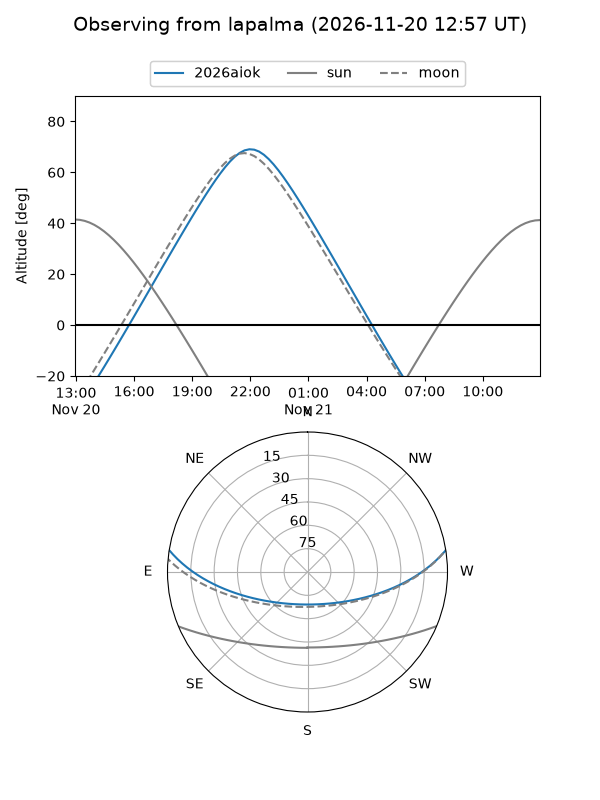 Observing from lapalma (2026-11-20 12:57 UT)
2026aiok sun moon
Altitude [deg]
80
60
40
20
0
−20
13:00 16:00 19:00 22:00 01:00 04:00 07:00 10:00
Nov 20 Nov 21
N
NE NW
15
30
45
60
75
E W
SE SW
S